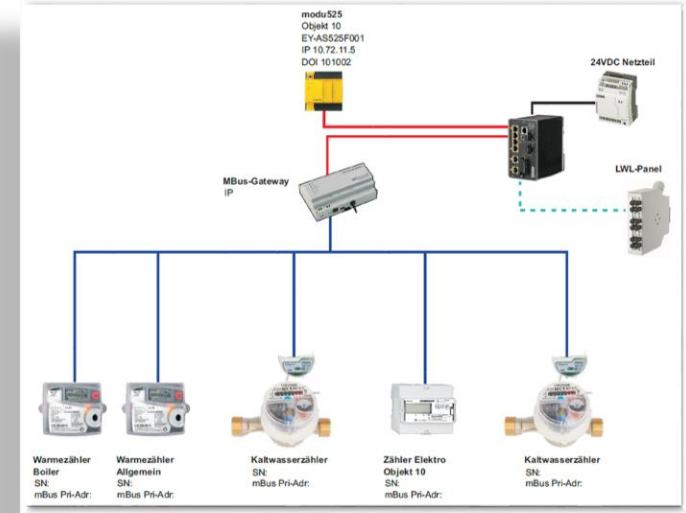 modu525
Objekt 10
EY-AS525F001
IP 10.72.11.5
DOI 101002
24VDC Netzteil
LWL-Panel
MBus-Gateway
IP
Warmezähler
Boiler
SN:
mBus Pri-Adr:
Warmezähler
Allgemein
SN:
mBus Pri-Adr:
Kaltwasserzähler
SN:
mBus Pri-Adr:
Zähler Elektro
Objekt 10
SN:
mBus Pri-Adr:
Kaltwasserzähler
SN:
mBus Pri-Adr: